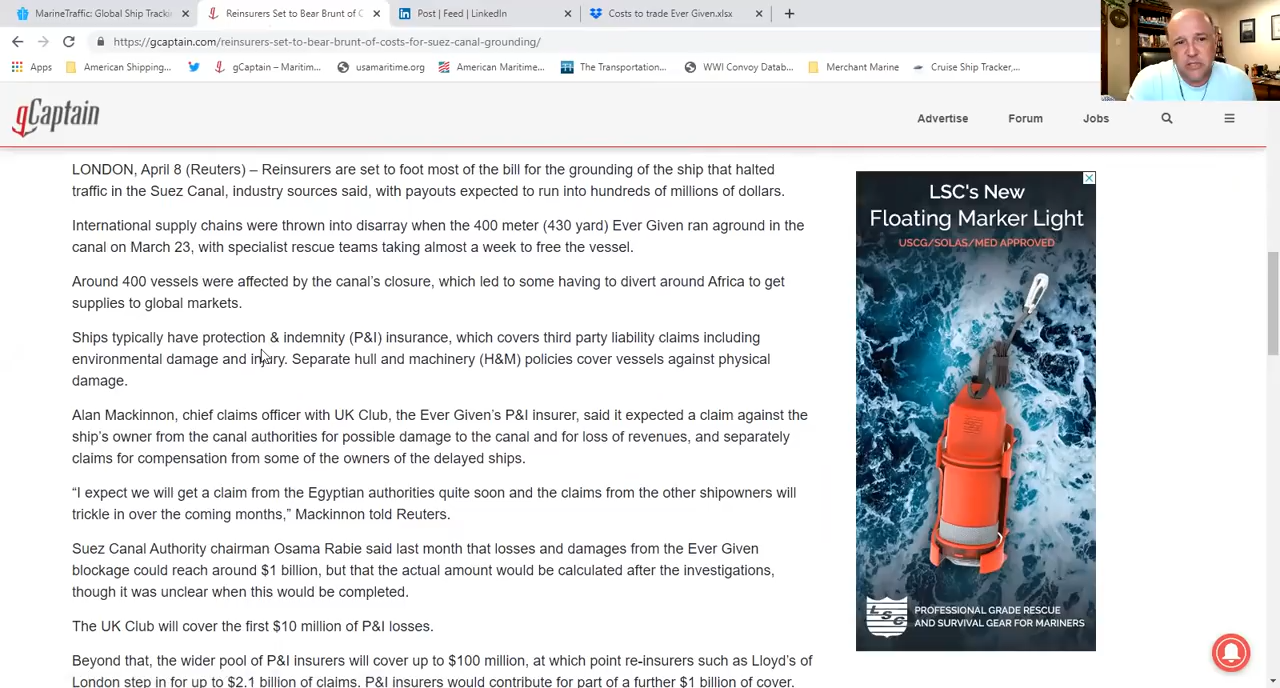 MarineTraffic: Global Ship Tracki
Reinsurers Set to Bear Brunt of C
Post | Feed | LinkedIn
Costs to trade Ever Given.xlsx
https://gcaptain.com/reinsurers-set-to-bear-brunt-of-costs-for-suez-canal-grounding/
Apps
American Shipping...
gCaptain – Maritim...
usamaritime.org
American Maritime...
The Transportation...
WWI Convoy Datab...
Merchant Marine
Cruise Ship Tracker,...
gCaptain
Advertise
Forum
Jobs
LONDON, April 8 (Reuters) – Reinsurers are set to foot most of the bill for the grounding of the ship that halted
traffic in the Suez Canal, industry sources said, with payouts expected to run into hundreds of millions of dollars.
International supply chains were thrown into disarray when the 400 meter (430 yard) Ever Given ran aground in the
canal on March 23, with specialist rescue teams taking almost a week to free the vessel.
Around 400 vessels were affected by the canal's closure, which led to some having to divert around Africa to get
supplies to global markets.
Ships typically have protection & indemnity (P&I) insurance, which covers third party liability claims including
environmental damage and injury. Separate hull and machinery (H&M) policies cover vessels against physical
damage.
Alan Mackinnon, chief claims officer with UK Club, the Ever Given's P&I insurer, said it expected a claim against the
ship's owner from the canal authorities for possible damage to the canal and for loss of revenues, and separately
claims for compensation from some of the owners of the delayed ships.
“I expect we will get a claim from the Egyptian authorities quite soon and the claims from the other shipowners will
trickle in over the coming months,” Mackinnon told Reuters.
Suez Canal Authority chairman Osama Rabie said last month that losses and damages from the Ever Given
blockage could reach around $1 billion, but that the actual amount would be calculated after the investigations,
though it was unclear when this would be completed.
The UK Club will cover the first $10 million of P&I losses.
Beyond that, the wider pool of P&I insurers will cover up to $100 million, at which point re-insurers such as Lloyd's of
London step in for up to $2.1 billion of claims. P&I insurers would contribute for part of a further $1 billion of cover.
LSC's New
Floating Marker Light
USCG/SOLAS/MED APPROVED
LSC
PROFESSIONAL GRADE RESCUE
AND SURVIVAL GEAR FOR MARINERS